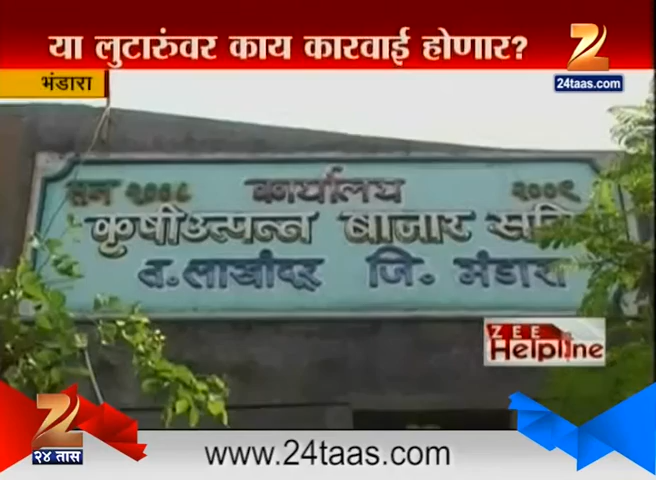 या लुटारुंवर काय कारवाई होणार?
24taas.com
भंडारा
सन २००८ कार्यालय २००९
कृषी उत्पन्न बाजार
त. लाखांदूर जि. भंडारा
ZEE
Helpline
२४ तास
www.24taas.com